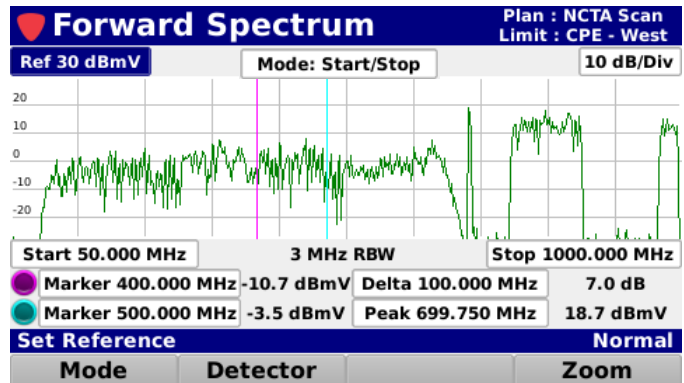 Forward Spectrum
Plan : NCTA Scan
Limit : CPE - West
Ref 30 dBmV
Mode: Start/Stop
10 dB/Div
20
10
0
-10
-20
Start 50.000 MHz
3 MHz RBW
Stop 1000.000 MHz
Marker 400.000 MHz -10.7 dBmV Delta 100.000 MHz 7.0 dB
Marker 500.000 MHz -3.5 dBmV Peak 699.750 MHz 18.7 dBmV
Set Reference Normal
Mode Detector Zoom